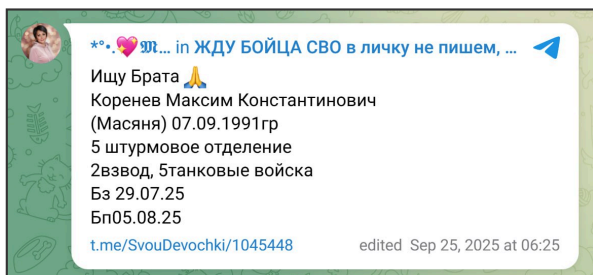 *°•.💖𝔐... in ЖДУ БОЙЦА СВО в личку не пишем, ...
Ищу Брата 🙏
Коренев Максим Константинович
(Масяня) 07.09.1991гр
5 штурмовое отделение
2взвод, 5танковые войска
Бз 29.07.25
Бп05.08.25
t.me/SvouDevochki/1045448 edited Sep 25, 2025 at 06:25